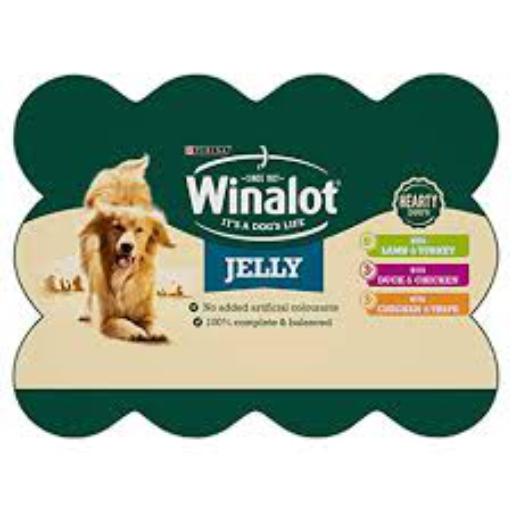 PURINA
SINCE 1927
Winalot
IT'S A DOG'S LIFE
JELLY
HEARTY
No added artificial colourants
100% complete & balanced
with
LAMB & TURKEY
with
DUCK & CHICKEN
with
CHICKEN & TRIPE